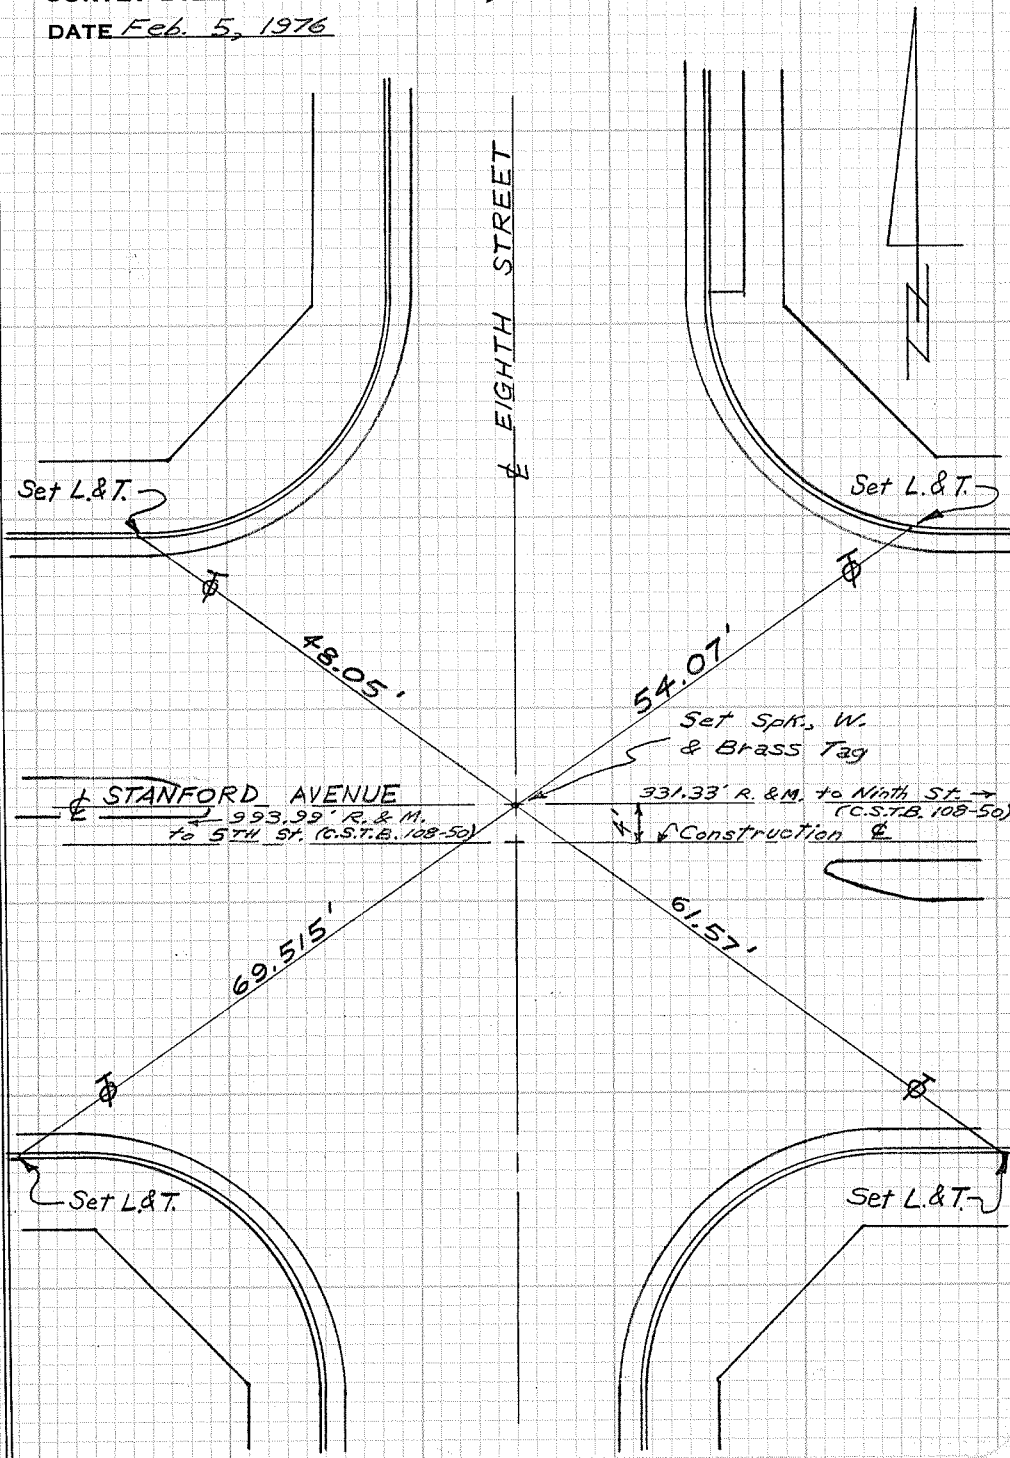 DATE Feb. 5, 1976
℄ EIGHTH STREET
Set L.&T.
Set L.&T.
48.05'
54.07'
Set Spk., W.
& Brass Tag
℄ STANFORD AVENUE
← 993.99' R.& M.
to 5TH St. (C.S.T.B. 108-50)
331.33' R.& M. to Ninth St. →
(C.S.T.B. 108-50)
4'
Construction ℄
69.515'
61.57'
Set L.&T.
Set L.&T.